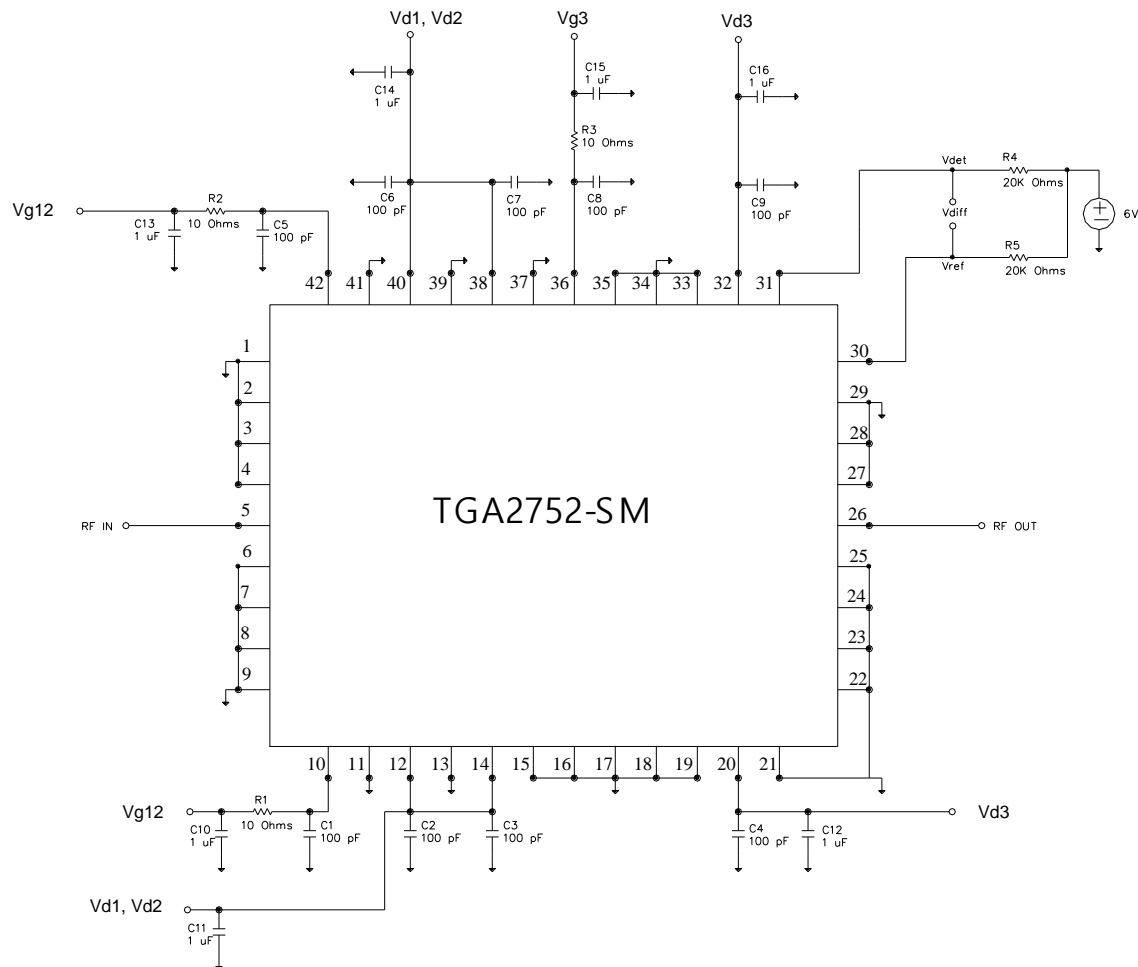 Vd1, Vd2
Vg3
Vd3
C14
1 uF
C15
1 uF
C16
1 uF
R3
10 Ohms
Vdet
R4
20K Ohms
Vg12
R2
10 Ohms
C13
1 uF
C5
100 pF
C6
100 pF
C7
100 pF
C8
100 pF
C9
100 pF
Vdiff
6V
Vref
R5
20K Ohms
42 41 40 39 38 37 36 35 34 33 32 31
1
2
3
4
5
6
7
8
9
30
29
28
27
26
25
24
23
22
RF IN
TGA2752-SM
RF OUT
10 11 12 13 14 15 16 17 18 19 20 21
Vg12
R1
10 Ohms
C10
1 uF
C1
100 pF
C2
100 pF
C3
100 pF
C4
100 pF
C12
1 uF
Vd3
Vd1, Vd2
C11
1 uF